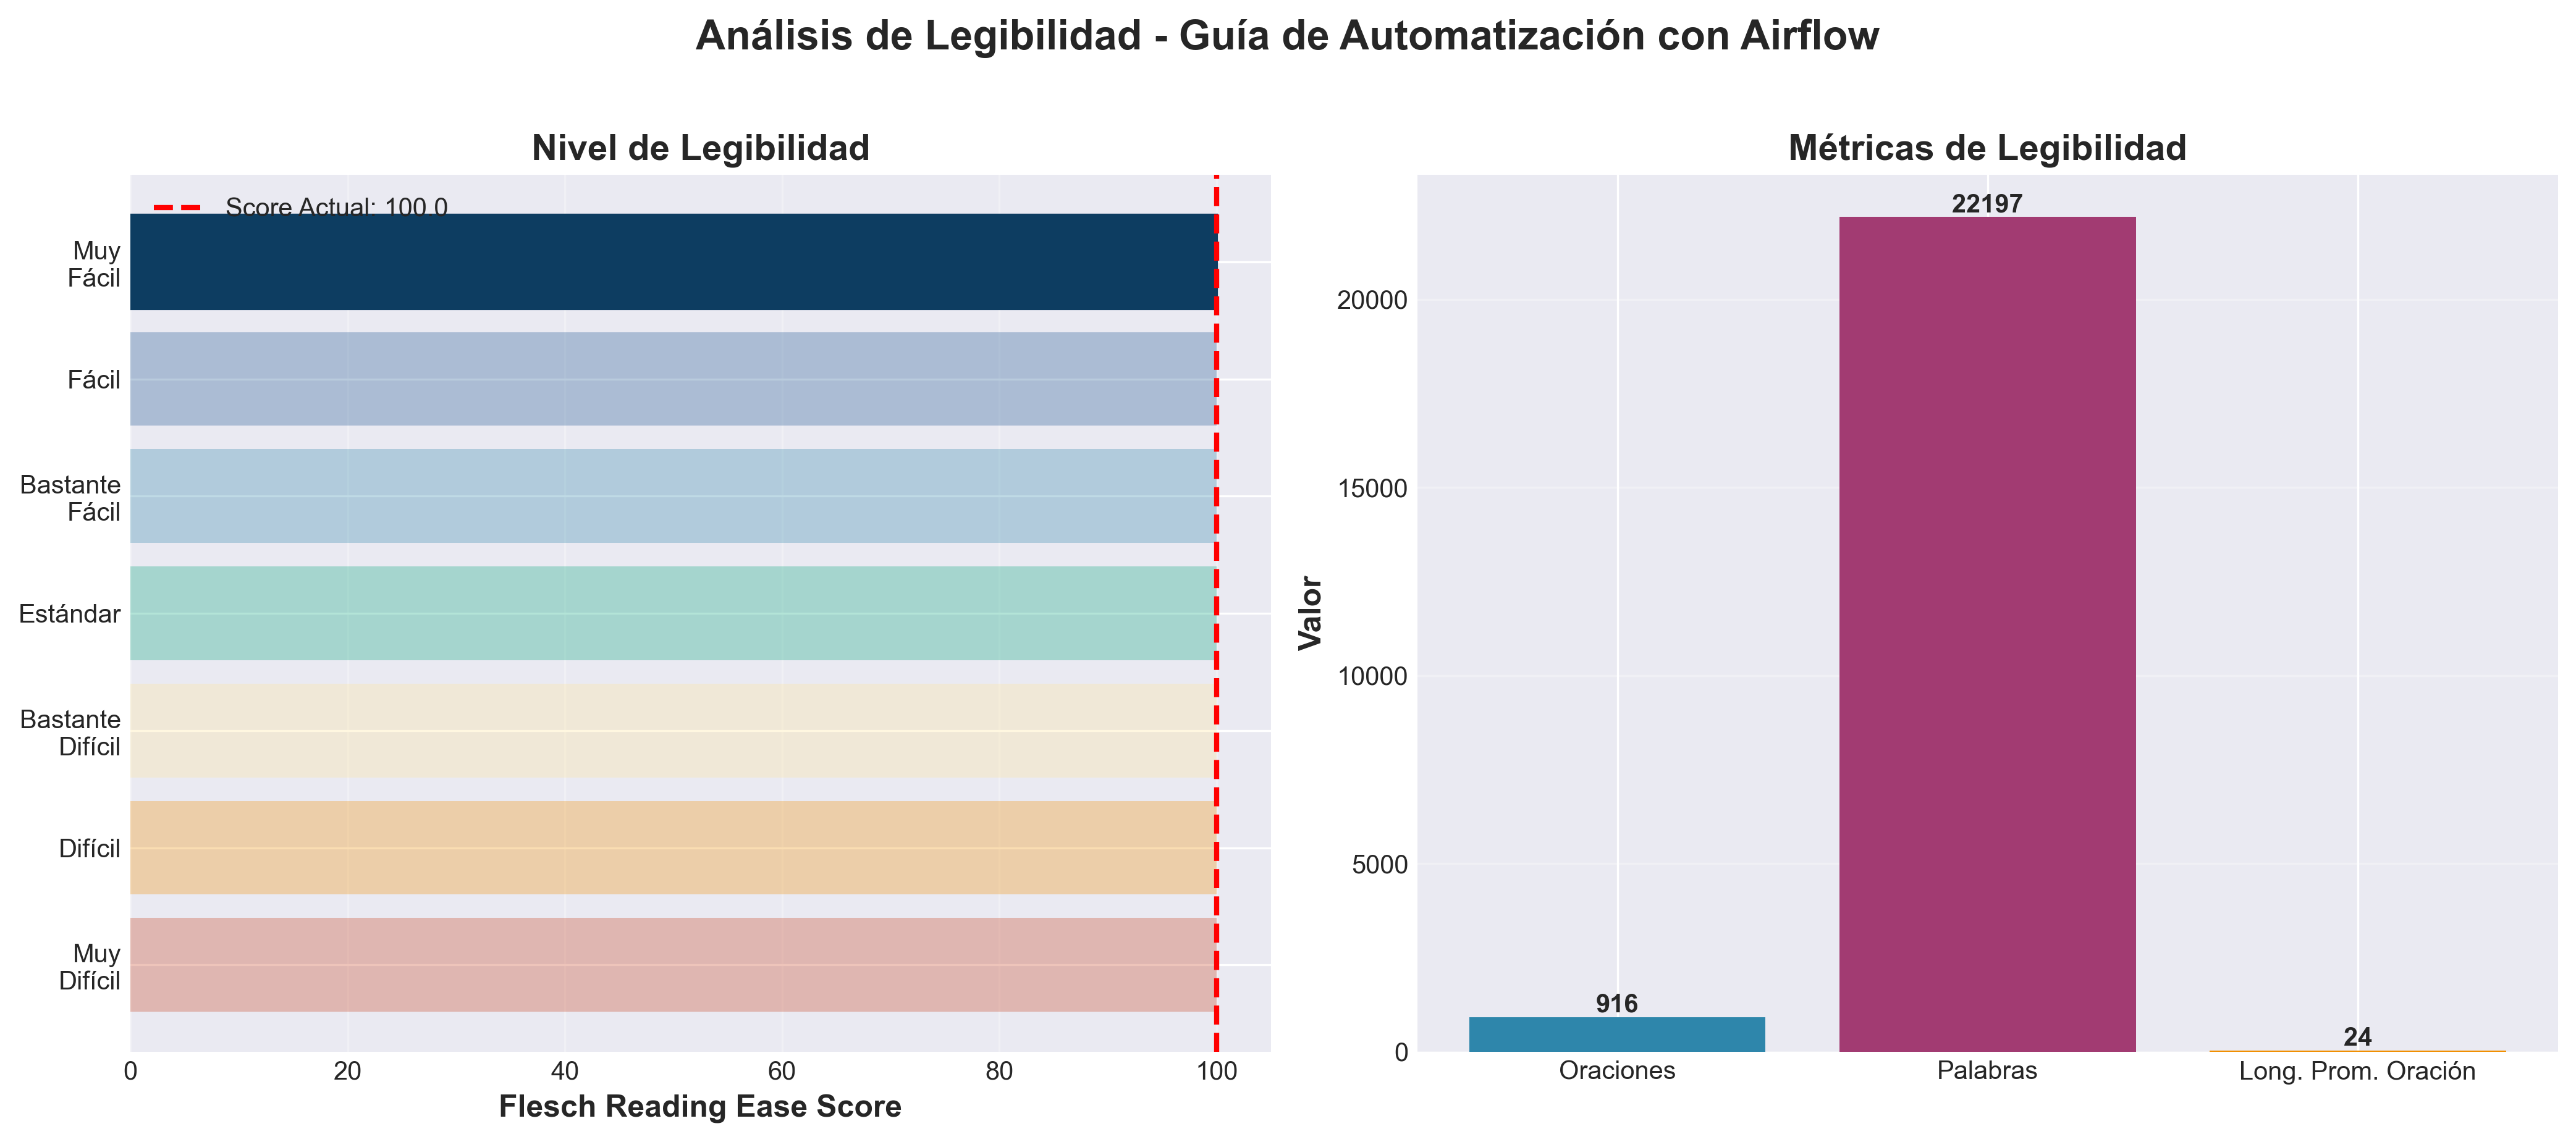 Análisis de Legibilidad - Guía de Automatización con Airflow
Nivel de Legibilidad
Score Actual: 100.0
Muy
Fácil
Fácil
Bastante
Fácil
Estándar
Bastante
Difícil
Difícil
Muy
Difícil
0 20 40 60 80 100
Flesch Reading Ease Score
Métricas de Legibilidad
Valor
20000
15000
10000
5000
0
916
22197
24
Oraciones Palabras Long. Prom. Oración